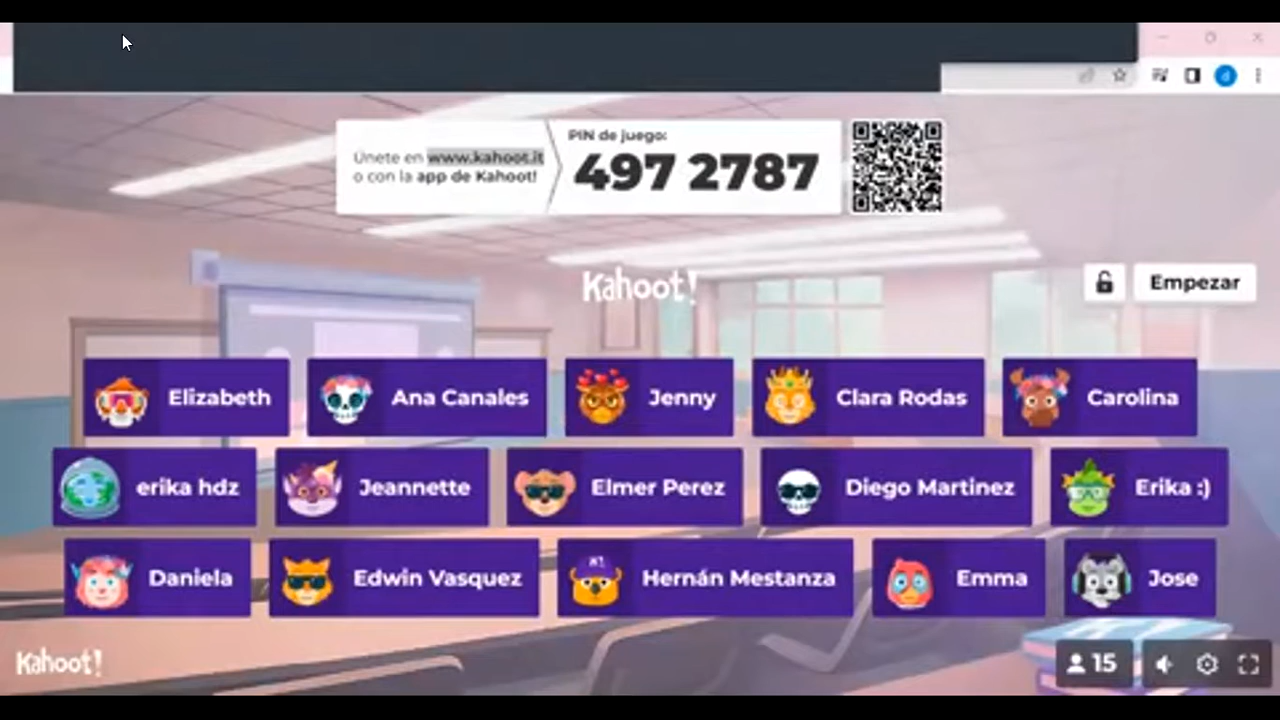 Únete en www.kahoot.it
o con la app de Kahoot!
PIN de juego:
497 2787
Kahoot!
Empezar
Elizabeth
Ana Canales
Jenny
Clara Rodas
Carolina
erika hdz
Jeannette
Elmer Perez
Diego Martinez
Erika :)
Daniela
Edwin Vasquez
K!
Hernán Mestanza
Emma
Jose
Kahoot!
15
d